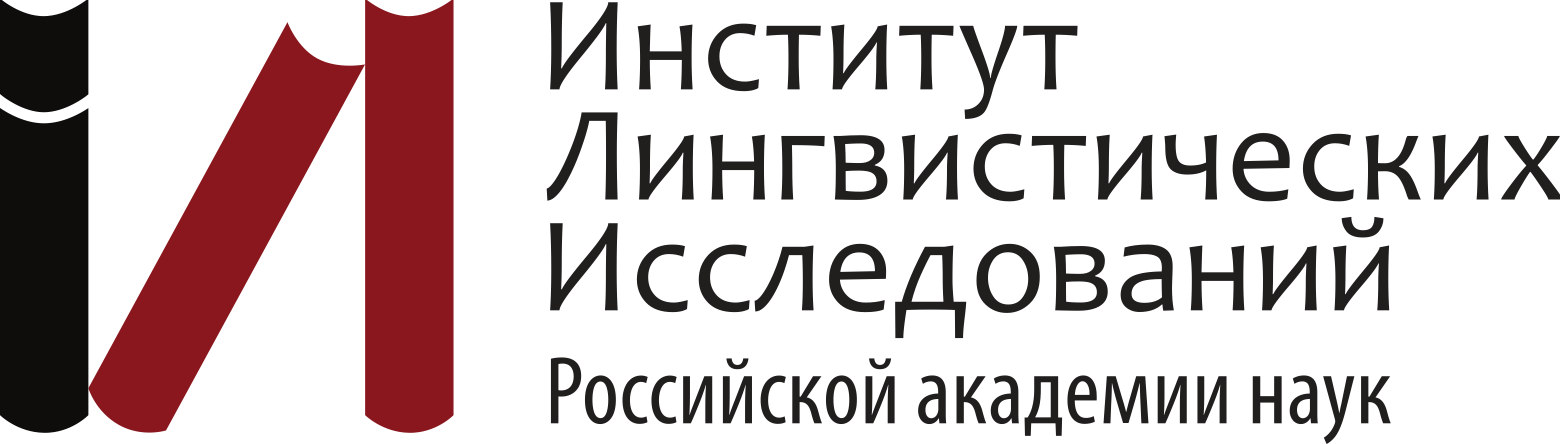 Институт
Лингвистических
Исследований
Российской академии наук